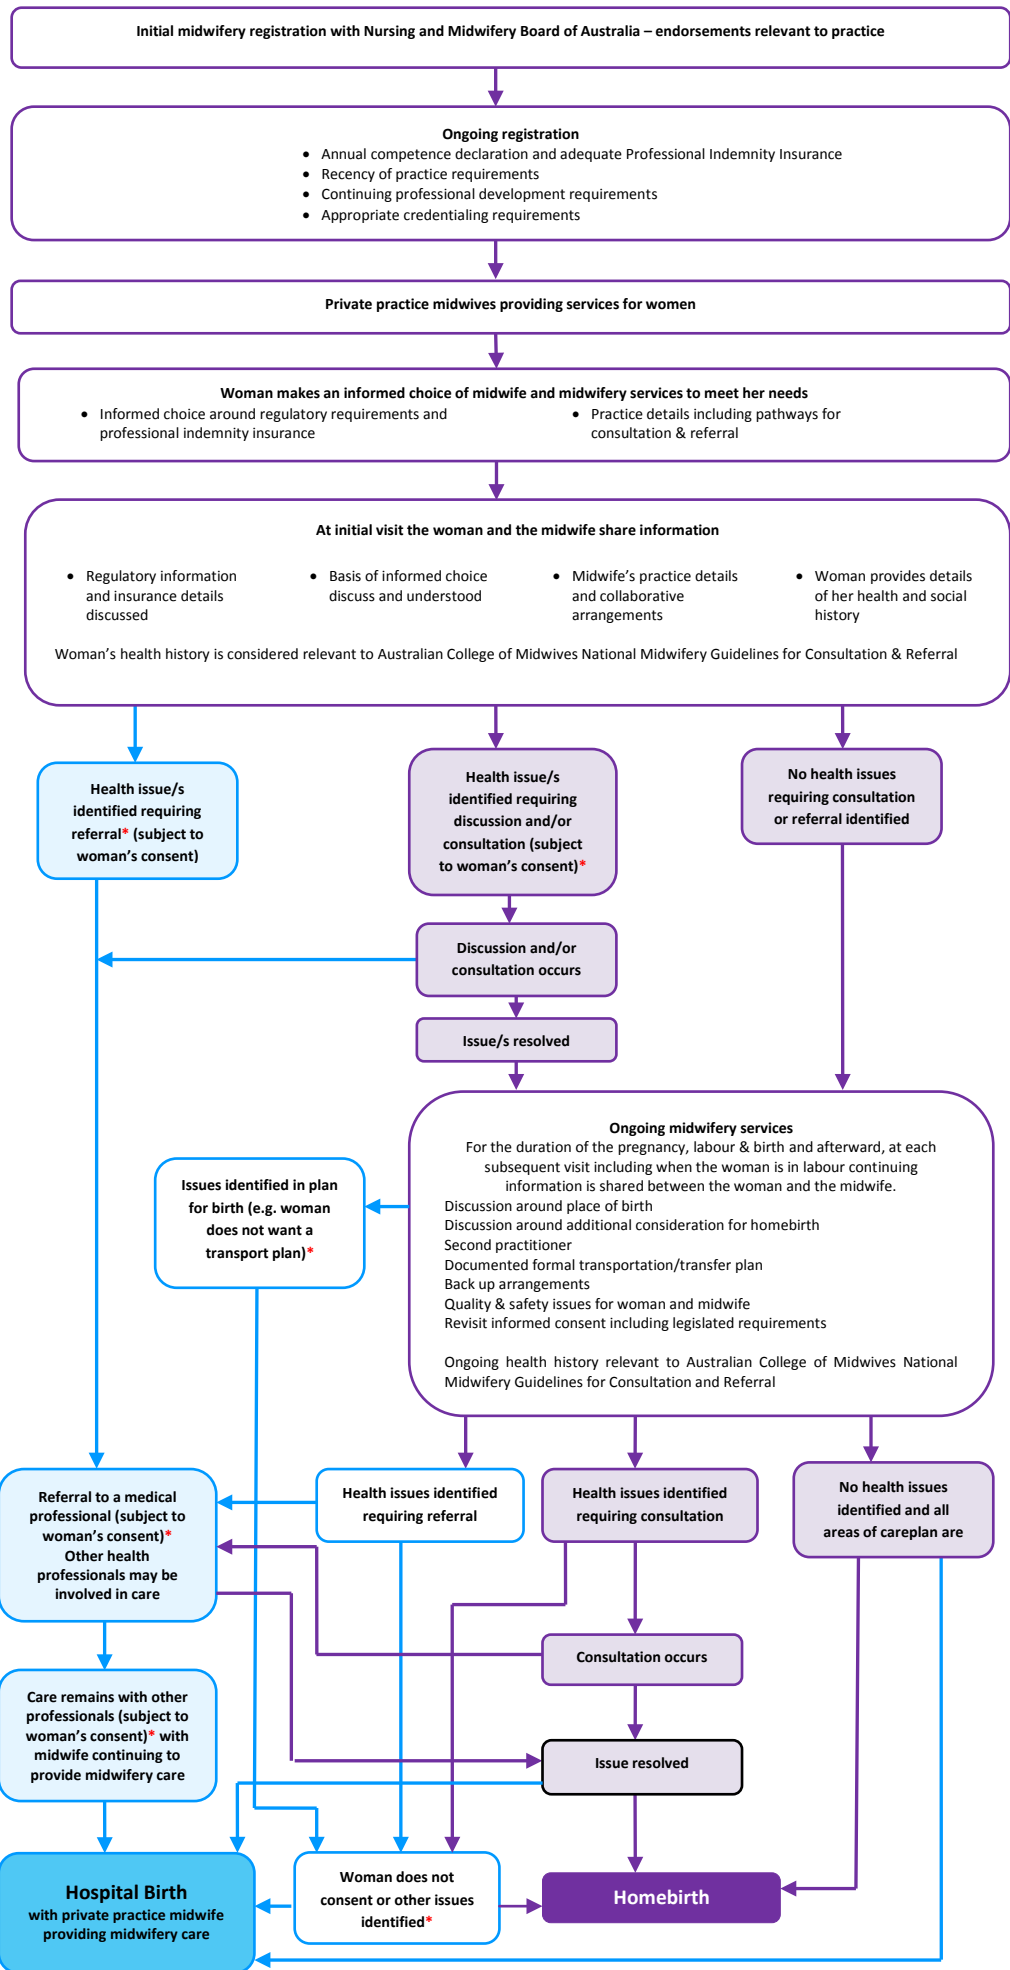 Initial midwifery registration with Nursing and Midwifery Board of Australia – endorsements relevant to practice
Ongoing registration
• Annual competence declaration and adequate Professional Indemnity Insurance
• Recency of practice requirements
• Continuing professional development requirements
• Appropriate credentialing requirements
Private practice midwives providing services for women
Woman makes an informed choice of midwife and midwifery services to meet her needs
• Informed choice around regulatory requirements and
professional indemnity insurance
• Practice details including pathways for
consultation & referral
At initial visit the woman and the midwife share information
• Regulatory information
and insurance details
discussed
• Basis of informed choice
discuss and understood
• Midwife's practice details
and collaborative
arrangements
• Woman provides details
of her health and social
history
Woman's health history is considered relevant to Australian College of Midwives National Midwifery Guidelines for Consultation & Referral
Health issue/s
identified requiring
referral* (subject to
woman's consent)
Health issue/s
identified requiring
discussion and/or
consultation (subject
to woman's consent)*
No health issues
requiring consultation
or referral identified
Discussion and/or
consultation occurs
Issue/s resolved
Ongoing midwifery services
For the duration of the pregnancy, labour & birth and afterward, at each
subsequent visit including when the woman is in labour continuing
information is shared between the woman and the midwife.
Discussion around place of birth
Discussion around additional consideration for homebirth
Second practitioner
Documented formal transportation/transfer plan
Back up arrangements
Quality & safety issues for woman and midwife
Revisit informed consent including legislated requirements
Ongoing health history relevant to Australian College of Midwives National
Midwifery Guidelines for Consultation and Referral
Issues identified in plan
for birth (e.g. woman
does not want a
transport plan)*
Referral to a medical
professional (subject to
woman's consent)*
Other health
professionals may be
involved in care
Health issues identified
requiring referral
Health issues identified
requiring consultation
No health issues
identified and all
areas of careplan are
Consultation occurs
Care remains with other
professionals (subject to
woman's consent)* with
midwife continuing to
provide midwifery care
Issue resolved
Hospital Birth
with private practice midwife
providing midwifery care
Woman does not
consent or other issues
identified*
Homebirth